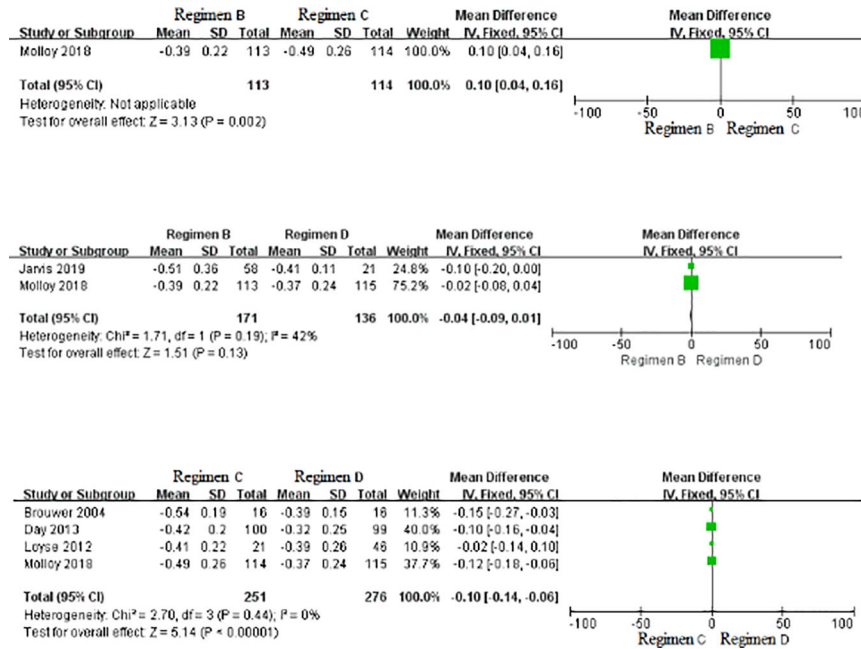 Regimen B Regimen C Mean Difference Mean Difference
Study or Subgroup Mean SD Total Mean SD Total Weight IV, Fixed, 95% CI IV, Fixed, 95% CI
Molloy 2018 -0.39 0.22 113 -0.49 0.26 114 100.0% 0.10 [0.04, 0.16]
Total (95% CI) 113 114 100.0% 0.10 [0.04, 0.16]
Heterogeneity: Not applicable
Test for overall effect: Z = 3.13 (P = 0.002)
-100 -50 0 50 100
Regimen B Regimen C
Regimen B Regimen D Mean Difference Mean Difference
Study or Subgroup Mean SD Total Mean SD Total Weight IV, Fixed, 95% CI IV, Fixed, 95% CI
Jarvis 2019 -0.51 0.36 58 -0.41 0.11 21 24.8% -0.10 [-0.20, 0.00]
Molloy 2018 -0.39 0.22 113 -0.37 0.24 115 75.2% -0.02 [-0.08, 0.04]
Total (95% CI) 171 136 100.0% -0.04 [-0.09, 0.01]
Heterogeneity: Chi² = 1.71, df = 1 (P = 0.19); I² = 42%
Test for overall effect: Z = 1.51 (P = 0.13)
-100 -50 0 50 100
Regimen B Regimen D
Regimen C Regimen D Mean Difference Mean Difference
Study or Subgroup Mean SD Total Mean SD Total Weight IV, Fixed, 95% CI IV, Fixed, 95% CI
Brouwer 2004 -0.54 0.19 16 -0.39 0.15 16 11.3% -0.15 [-0.27, -0.03]
Day 2013 -0.42 0.2 100 -0.32 0.25 99 40.0% -0.10 [-0.16, -0.04]
Loyse 2012 -0.41 0.22 21 -0.39 0.26 46 10.9% -0.02 [-0.14, 0.10]
Molloy 2018 -0.49 0.26 114 -0.37 0.24 115 37.7% -0.12 [-0.18, -0.06]
Total (95% CI) 251 276 100.0% -0.10 [-0.14, -0.06]
Heterogeneity: Chi² = 2.70, df = 3 (P = 0.44); I² = 0%
Test for overall effect: Z = 5.14 (P < 0.00001)
-100 -50 0 50 100
Regimen C Regimen D